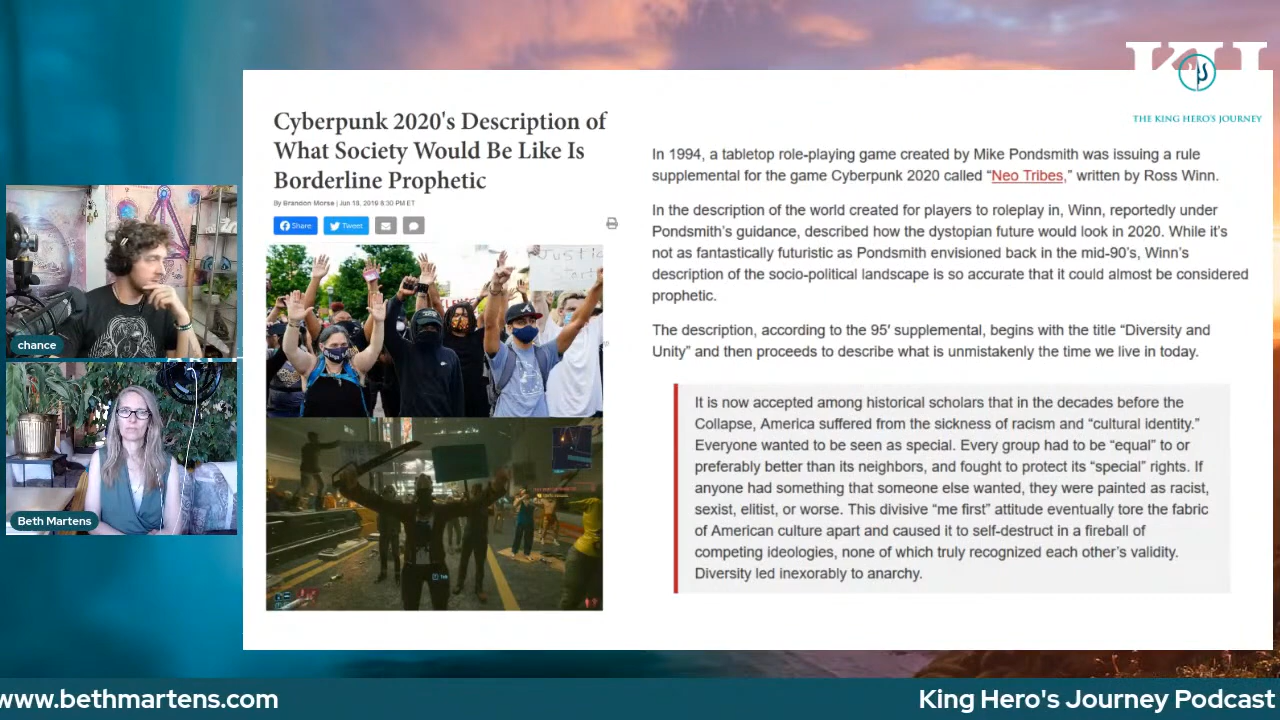 KH
THE KING HERO'S JOURNEY
Cyberpunk 2020's Description of
What Society Would Be Like Is
Borderline Prophetic
By Brandon Morse | Jun 18, 2019 8:30 PM ET
Share
Tweet
Justic
Start
In 1994, a tabletop role-playing game created by Mike Pondsmith was issuing a rule
supplemental for the game Cyberpunk 2020 called “Neo Tribes,” written by Ross Winn.
In the description of the world created for players to roleplay in, Winn, reportedly under
Pondsmith’s guidance, described how the dystopian future would look in 2020. While it’s
not as fantastically futuristic as Pondsmith envisioned back in the mid-90’s, Winn’s
description of the socio-political landscape is so accurate that it could almost be considered
prophetic.
The description, according to the 95′ supplemental, begins with the title “Diversity and
Unity” and then proceeds to describe what is unmistakenly the time we live in today.
It is now accepted among historical scholars that in the decades before the
Collapse, America suffered from the sickness of racism and “cultural identity.”
Everyone wanted to be seen as special. Every group had to be “equal” to or
preferably better than its neighbors, and fought to protect its “special” rights. If
anyone had something that someone else wanted, they were painted as racist,
sexist, elitist, or worse. This divisive “me first” attitude eventually tore the fabric
of American culture apart and caused it to self-destruct in a fireball of
competing ideologies, none of which truly recognized each other’s validity.
Diversity led inexorably to anarchy.
chance
Beth Martens
www.bethmartens.com
King Hero's Journey Podcast